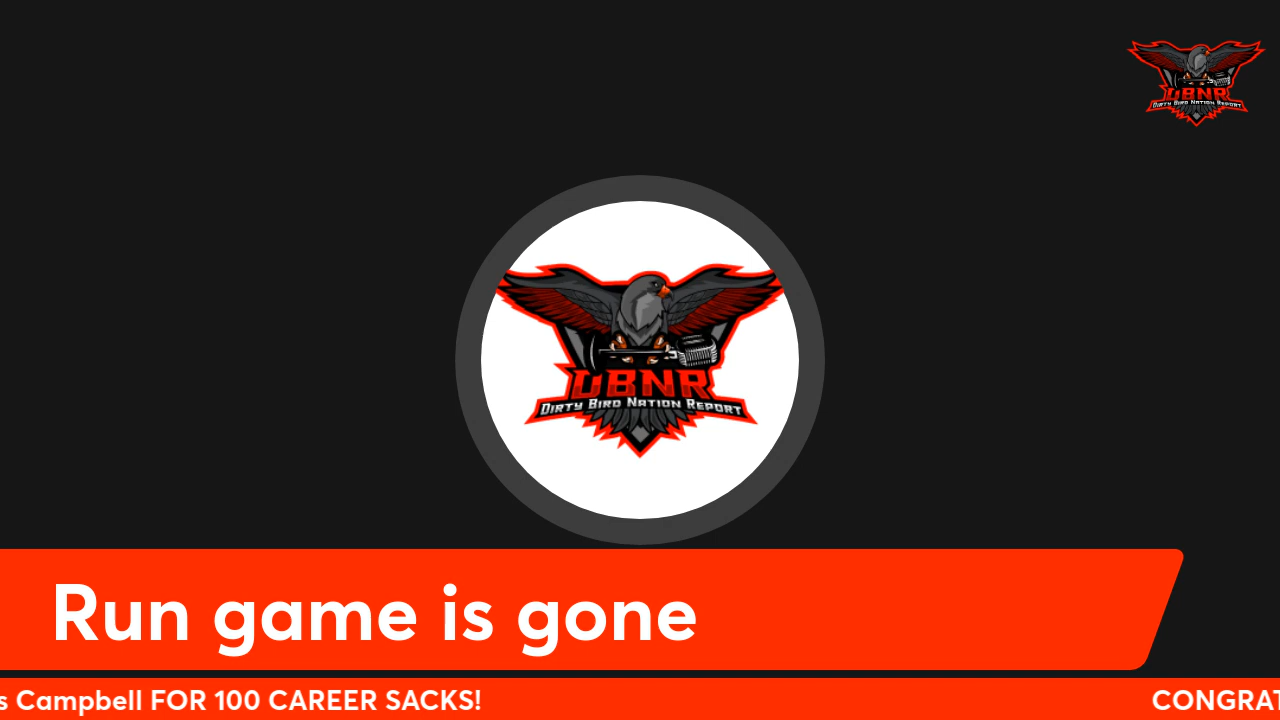 DBNR
DIRTY BIRD NATION REPORT
DBNR
DIRTY BIRD NATION REPORT
Run game is gone
s Campbell FOR 100 CAREER SACKS!
CONGRAT